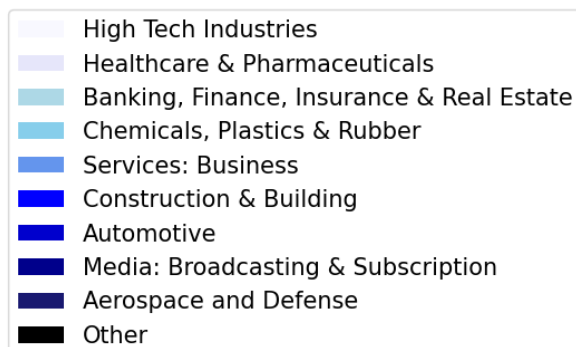 High Tech Industries
Healthcare & Pharmaceuticals
Banking, Finance, Insurance & Real Estate
Chemicals, Plastics & Rubber
Services: Business
Construction & Building
Automotive
Media: Broadcasting & Subscription
Aerospace and Defense
Other